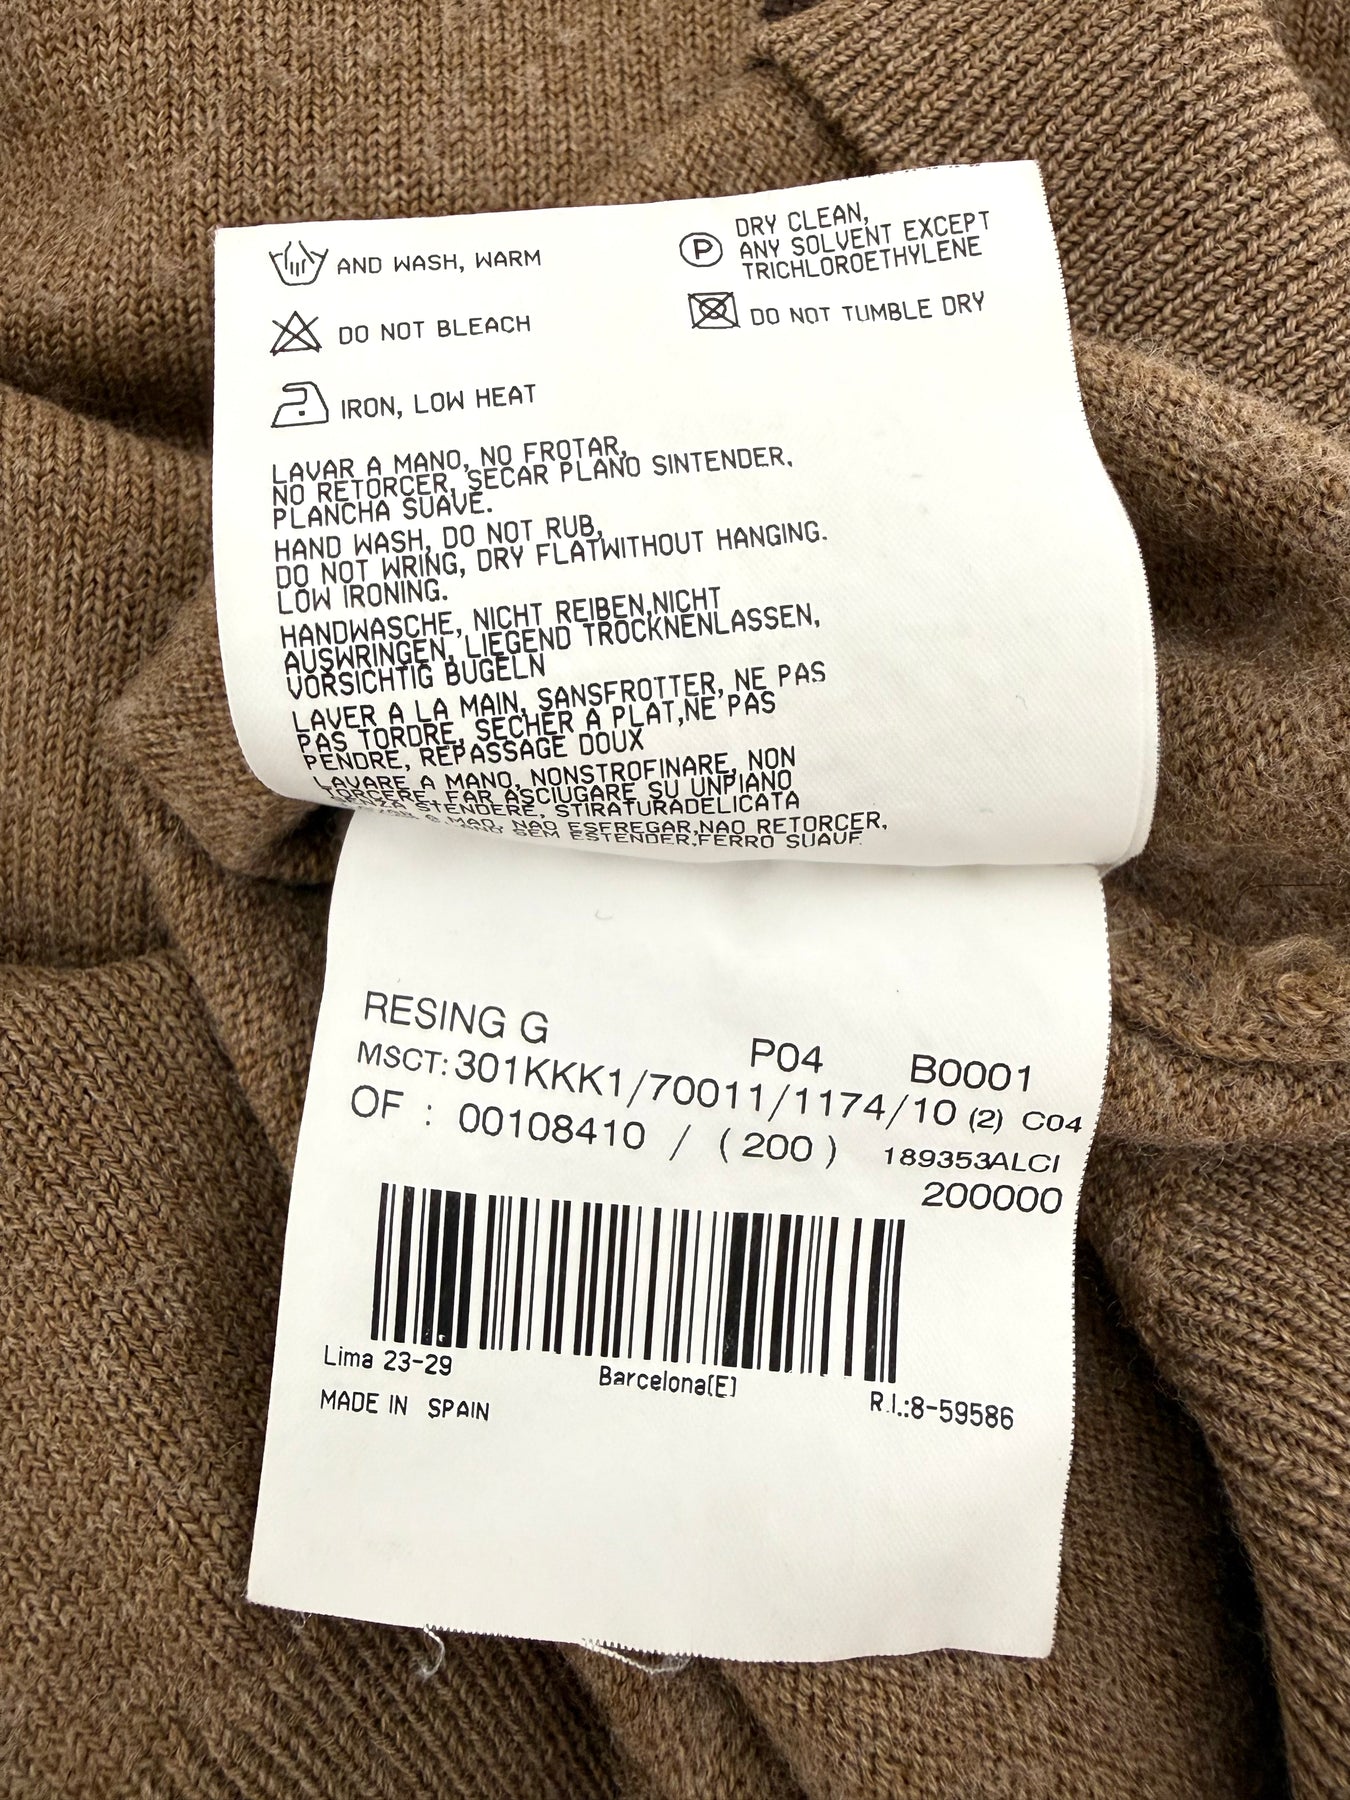 AND WASH, WARM
DO NOT BLEACH
IRON, LOW HEAT
P
DRY CLEAN,
ANY SOLVENT EXCEPT
TRICHLOROETHYLENE
DO NOT TUMBLE DRY
LAVAR A MANO, NO FROTAR,
NO RETORCER, SECAR PLANO SINTENDER.
PLANCHA SUAVE.
HAND WASH, DO NOT RUB,
DO NOT WRING, DRY FLATWITHOUT HANGING.
LOW IRONING.
HANDWASCHE, NICHT REIBEN,NICHT
AUSWRINGEN, LIEGEND TROCKNENLASSEN,
VORSICHTIG BUGELN
LAVER A LA MAIN, SANSFROTTER, NE PAS
PAS TORDRE, SECHER A PLAT,NE PAS
PENDRE, REPASSAGE DOUX
LAVARE A MANO, NONSTROFINARE, NON
TORCERE, FAR ASCIUGARE SU UNPIANO
SENZA STENDERE, STIRATURADELICATA
A MAO, NAO ESFREGAR,NAO RETORCER,
SEM ESTENDER,FERRO SUAVE
RESING G
P04 B0001
MSCT: 301KKK1/70011/1174/10 (2) C04
OF : 00108410 / (200) 189353ALCI
200000
Lima 23-29 Barcelona(E) R.I.:8-59586
MADE IN SPAIN